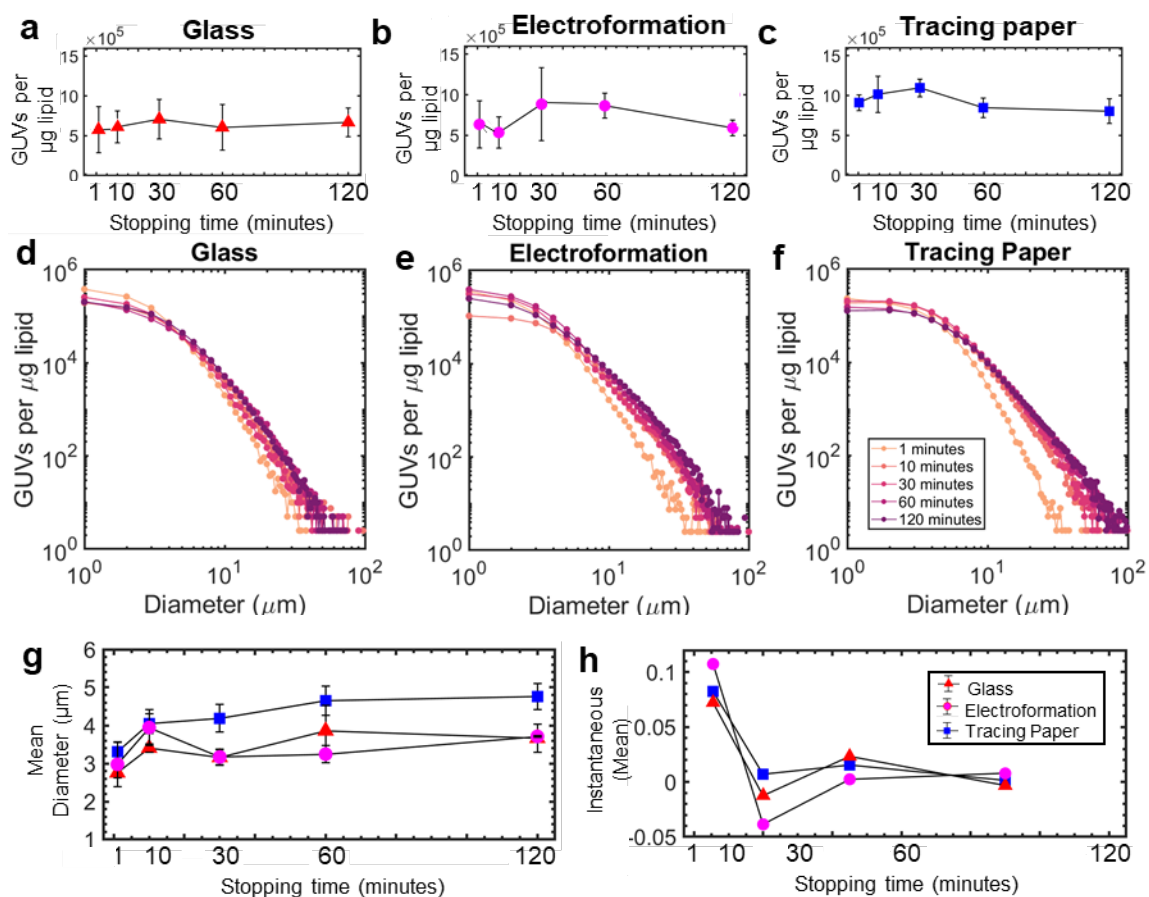 a
Glass
×10⁵
15
10
5
0
GUVs per
µg lipid
1 10 30 60 120
Stopping time (minutes)
b
Electroformation
×10⁵
15
10
5
0
GUVs per
µg lipid
1 10 30 60 120
Stopping time (minutes)
c
Tracing paper
×10⁵
15
10
5
0
GUVs per
µg lipid
1 10 30 60 120
Stopping time (minutes)
d
Glass
10⁶
10⁴
10²
10⁰
GUVs per µg lipid
10⁰ 10¹ 10²
Diameter (µm)
e
Electroformation
10⁶
10⁴
10²
10⁰
GUVs per µg lipid
10⁰ 10¹ 10²
Diameter (µm)
f
Tracing Paper
10⁶
10⁴
10²
10⁰
GUVs per µg lipid
1 minutes
10 minutes
30 minutes
60 minutes
120 minutes
10⁰ 10¹ 10²
Diameter (µm)
g
6
5
4
3
2
1
Mean
Diameter (µm)
1 10 30 60 120
Stopping time (minutes)
h
0.1
0.05
0
-0.05
Instantaneous
(Mean)
Glass
Electroformation
Tracing Paper
1 10 30 60 120
Stopping time (minutes)